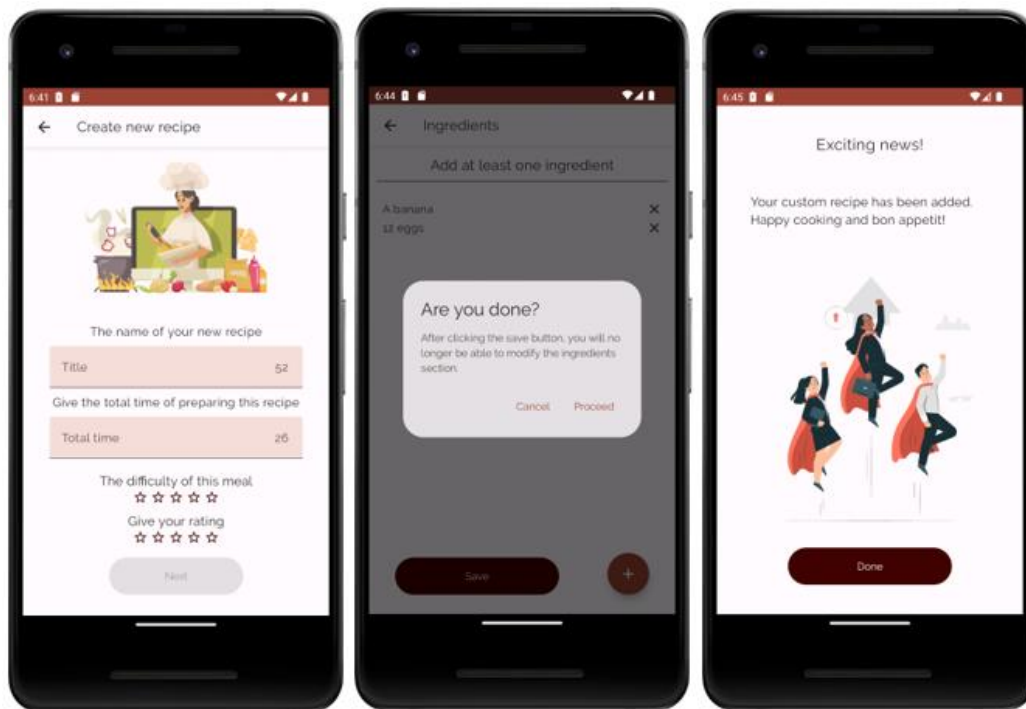 6:41
Create new recipe
The name of your new recipe
Title 52
Give the total time of preparing this recipe
Total time 26
The difficulty of this meal
Give your rating
Next
6:44
Ingredients
Add at least one ingredient
A banana
12 eggs
Are you done?
After clicking the save button, you will no
longer be able to modify the ingredients
section.
Cancel Proceed
Save
+
6:45
Exciting news!
Your custom recipe has been added.
Happy cooking and bon appetit!
Done